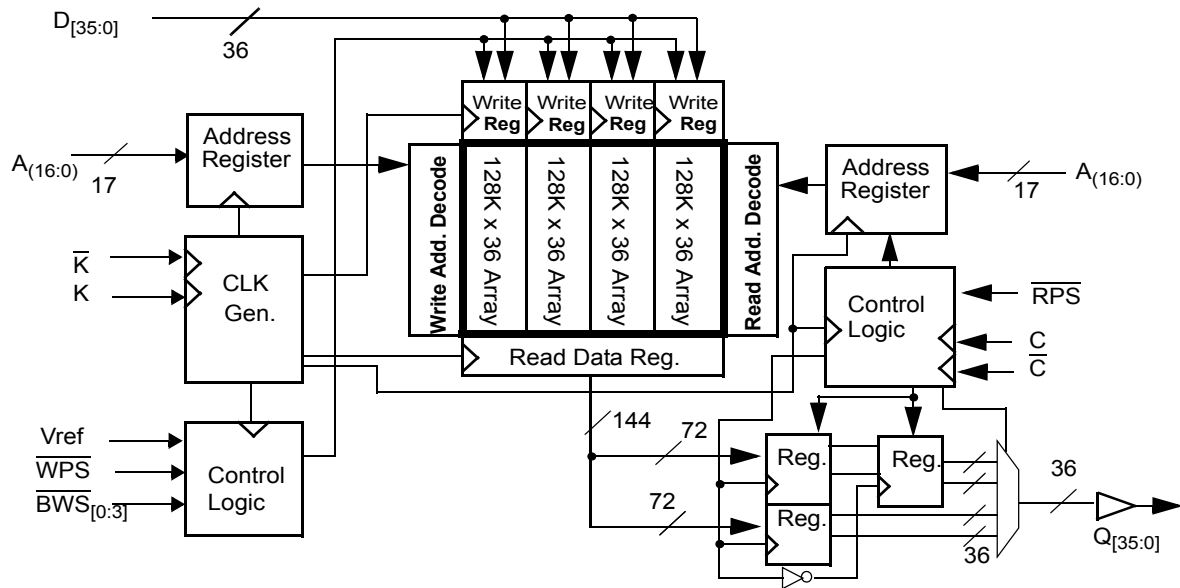 D[35:0]
36
Write Reg
Write Reg
Write Reg
Write Reg
A(16:0)
17
Address Register
Write Add. Decode
128K x 36 Array
128K x 36 Array
128K x 36 Array
128K x 36 Array
Read Add. Decode
Address Register
17
A(16:0)
K̅
K
CLK Gen.
Control Logic
R̅P̅S̅
C
C̅
Read Data Reg.
144
72
72
Vref
W̅P̅S̅
B̅W̅S̅[0:3]
Control Logic
Reg.
Reg.
Reg.
36
36
Q[35:0]